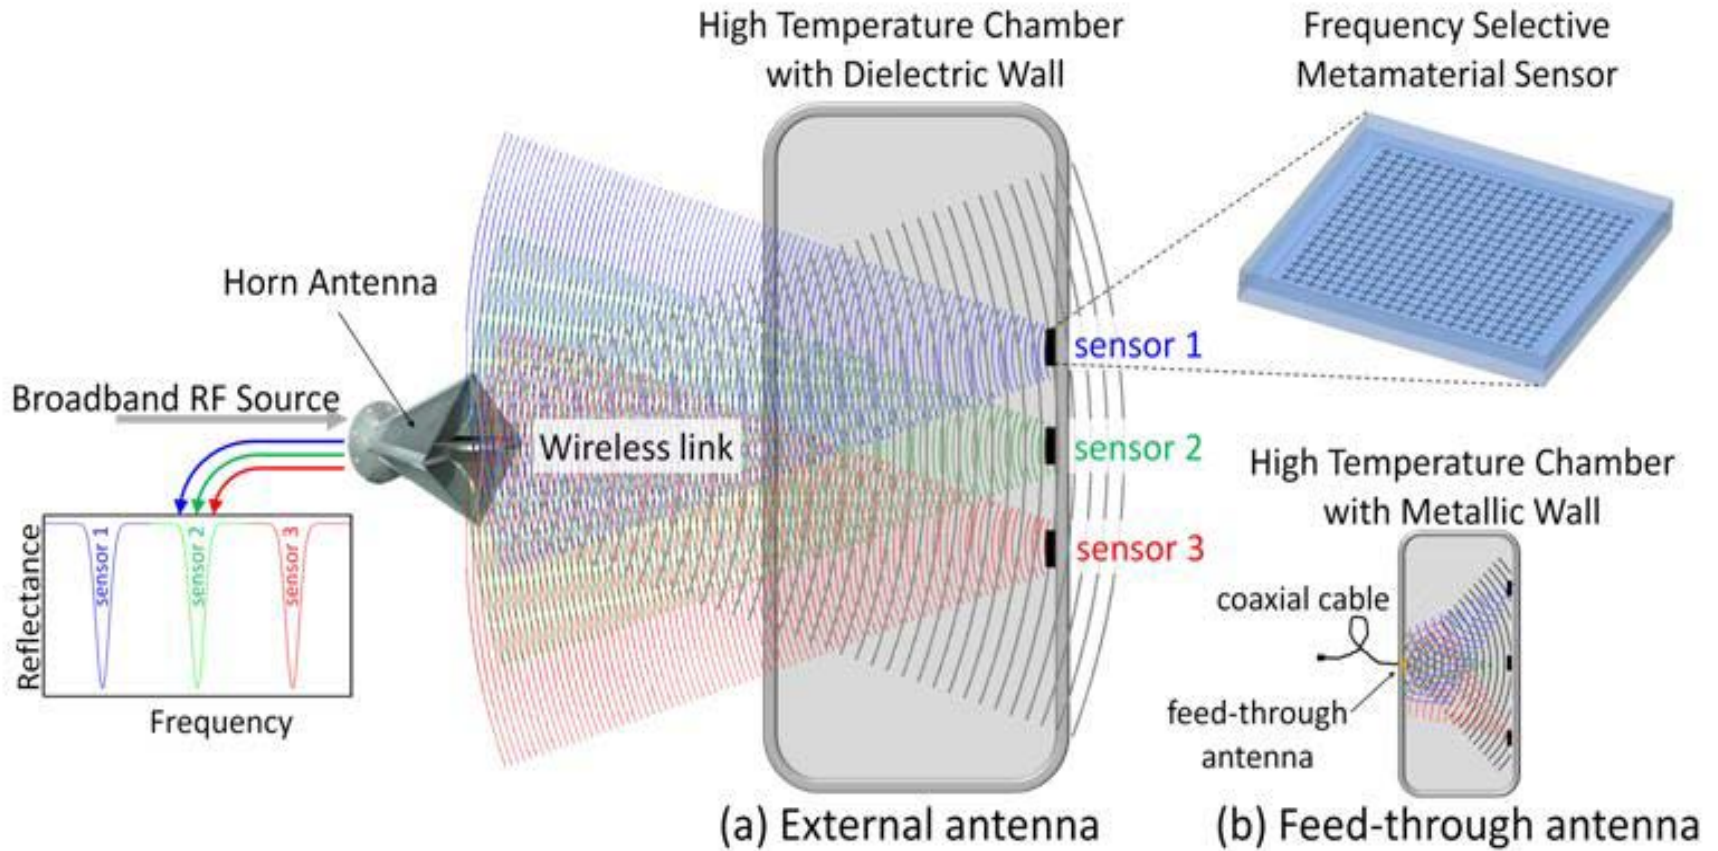 High Temperature Chamber
with Dielectric Wall
Frequency Selective
Metamaterial Sensor
Horn Antenna
Broadband RF Source
Wireless link
sensor 1
sensor 2
sensor 3
Reflectance
sensor 1
sensor 2
sensor 3
Frequency
High Temperature Chamber
with Metallic Wall
coaxial cable
feed-through
antenna
(a) External antenna
(b) Feed-through antenna